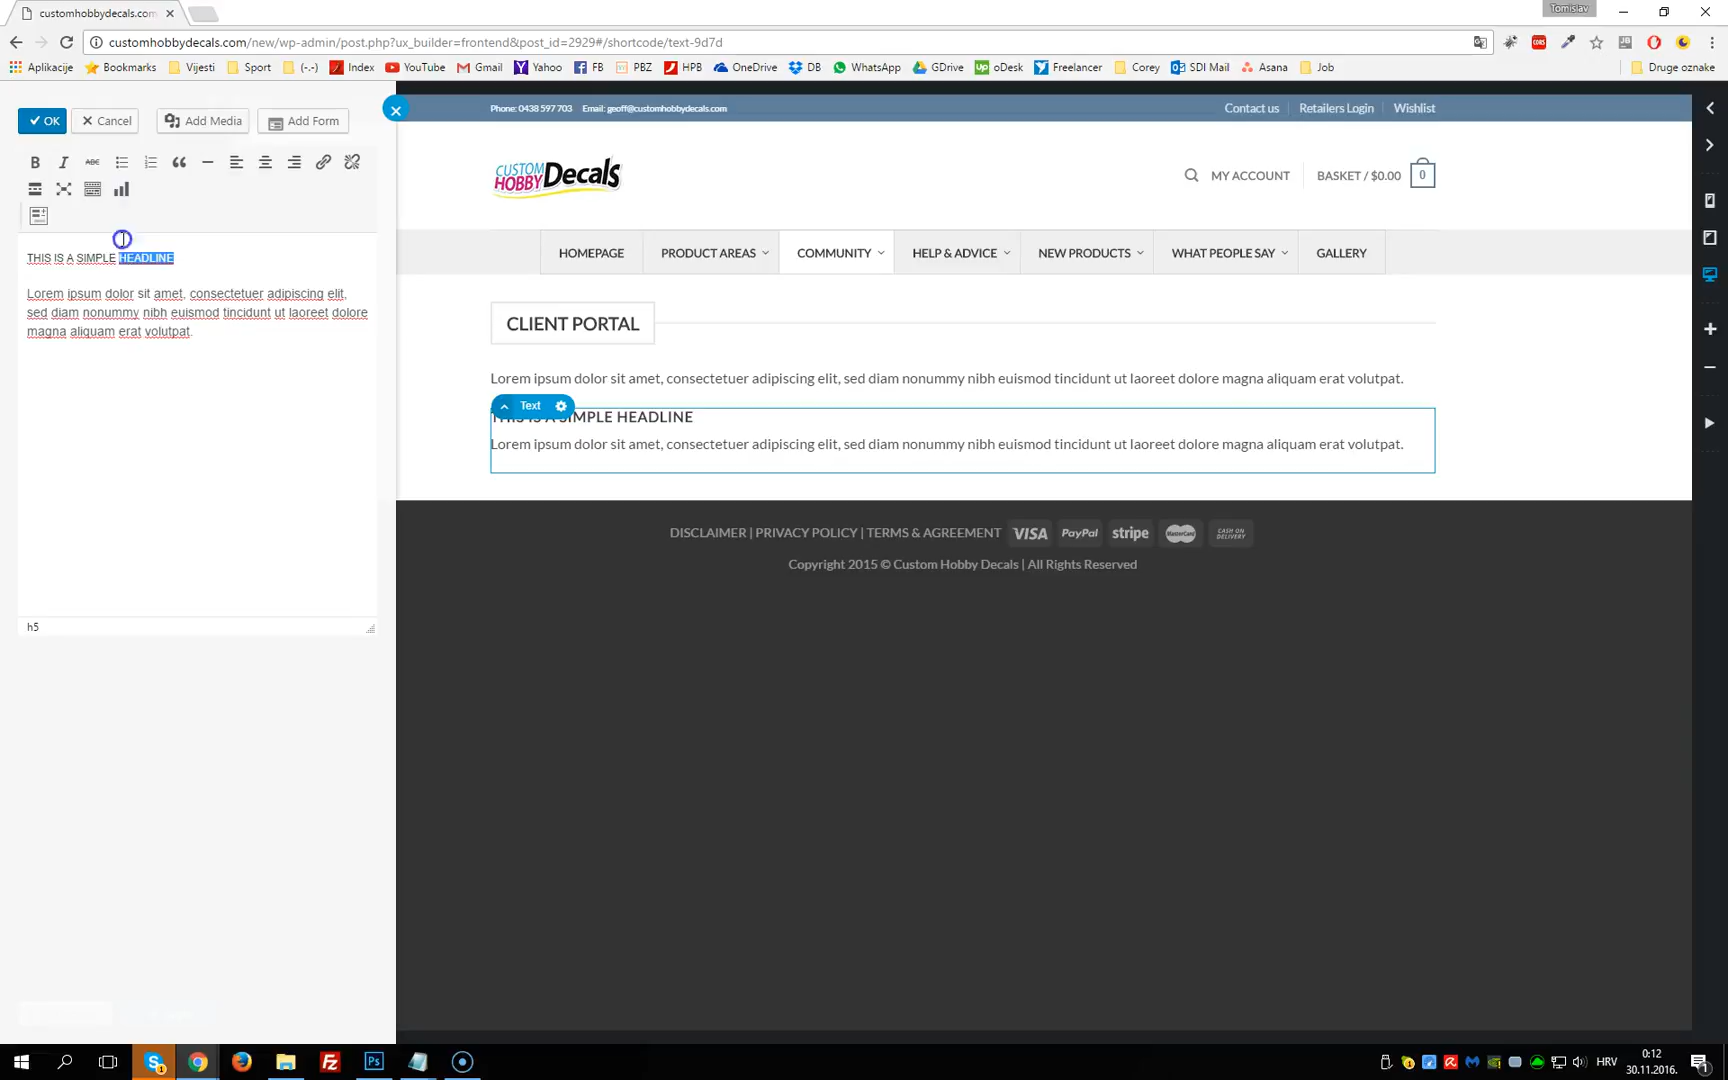 Tomislav
customhobbydecals.com
customhobbydecals.com/new/wp-admin/post.php?ux_builder=frontend&post_id=2929#/shortcode/text-9d7d
Aplikacije Bookmarks Vijesti Sport (-.-) Index YouTube Gmail Yahoo FB PBZ HPB OneDrive DB WhatsApp GDrive oDesk Freelancer Corey SDI Mail Asana Job Druge oznake
OK Cancel Add Media Add Form
B I ABC
THIS IS A SIMPLE HEADLINE
Lorem ipsum dolor sit amet, consectetuer adipiscing elit,
sed diam nonummy nibh euismod tincidunt ut laoreet dolore
magna aliquam erat volutpat.
h5
Phone: 0438 597 703 Email: geoff@customhobbydecals.com Contact us Retailers Login Wishlist
CUSTOM HOBBY Decals
MY ACCOUNT BASKET / $0.00 0
HOMEPAGE PRODUCT AREAS COMMUNITY HELP & ADVICE NEW PRODUCTS WHAT PEOPLE SAY GALLERY
CLIENT PORTAL
Lorem ipsum dolor sit amet, consectetuer adipiscing elit, sed diam nonummy nibh euismod tincidunt ut laoreet dolore magna aliquam erat volutpat.
Text
THIS IS A SIMPLE HEADLINE
Lorem ipsum dolor sit amet, consectetuer adipiscing elit, sed diam nonummy nibh euismod tincidunt ut laoreet dolore magna aliquam erat volutpat.
DISCLAIMER | PRIVACY POLICY | TERMS & AGREEMENT VISA PayPal stripe MasterCard CASH ON DELIVERY
Copyright 2015 © Custom Hobby Decals | All Rights Reserved
HRV
0:12
30.11.2016.